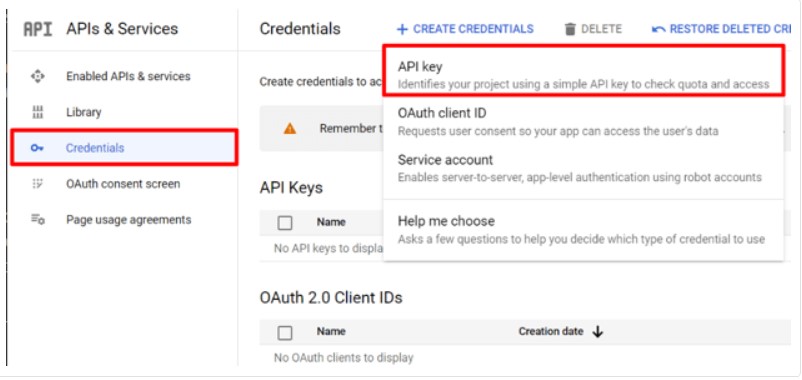 API APIs & Services
Enabled APIs & services
Library
Credentials
OAuth consent screen
Page usage agreements
Credentials
+ CREATE CREDENTIALS
DELETE
RESTORE DELETED CRE
API key
Identifies your project using a simple API key to check quota and access
OAuth client ID
Requests user consent so your app can access the user's data
Service account
Enables server-to-server, app-level authentication using robot accounts
Help me choose
Asks a few questions to help you decide which type of credential to use
Create credentials to ac
Remember t
API Keys
Name
No API keys to displa
OAuth 2.0 Client IDs
Name Creation date ↓
No OAuth clients to display